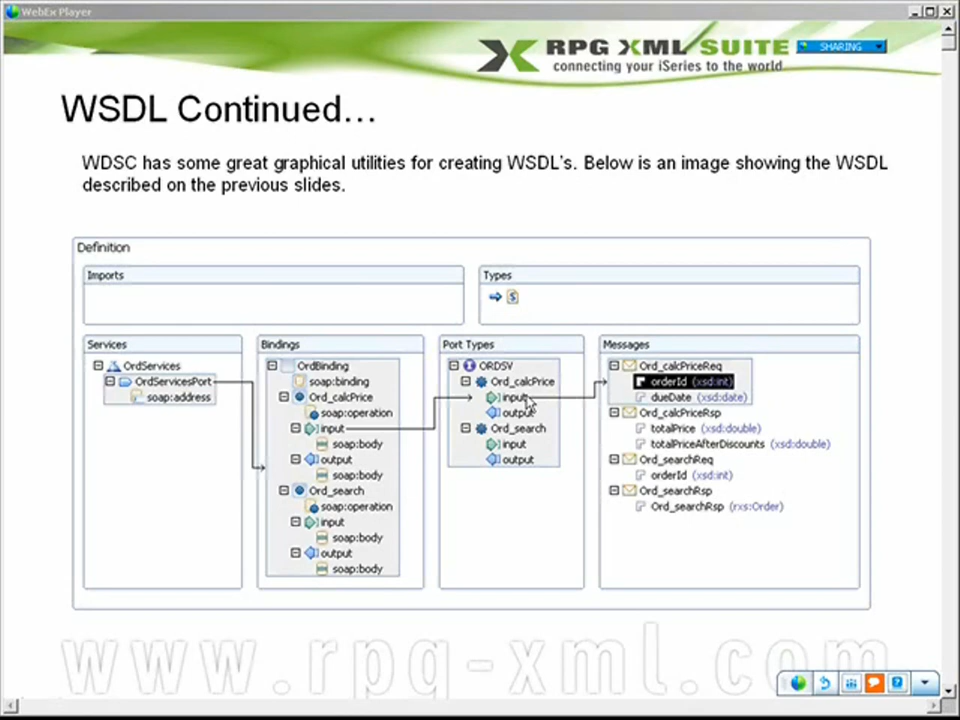 WebEx Player
RPG XML SUITE
SHARING
connecting your iSeries to the world
WSDL Continued...
WDSC has some great graphical utilities for creating WSDL's. Below is an image showing the WSDL
described on the previous slides.
Definition
Imports
Types
Services
OrdServices
OrdServicesPort
soap:address
Bindings
OrdBinding
soap:binding
Ord_calcPrice
soap:operation
input
soap:body
output
soap:body
Ord_search
soap:operation
input
soap:body
output
soap:body
Port Types
ORDSV
Ord_calcPrice
input
output
Ord_search
input
output
Messages
Ord_calcPriceReq
orderId (xsd:int)
dueDate (xsd:date)
Ord_calcPriceRsp
totalPrice (xsd:double)
totalPriceAfterDiscounts (xsd:double)
Ord_searchReq
orderId (xsd:int)
Ord_searchRsp
Ord_searchRsp (rxs:Order)
www.rpg-xml.com